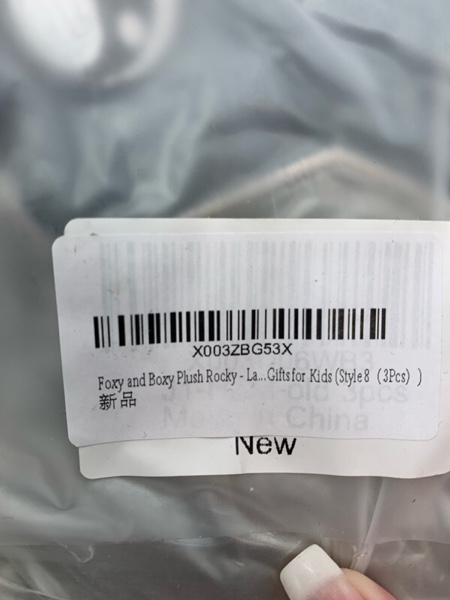 X003ZBG53X
Foxy and Boxy Plush Rocky - La...Gifts for Kids (Style 8（3Pcs）)
新品
New